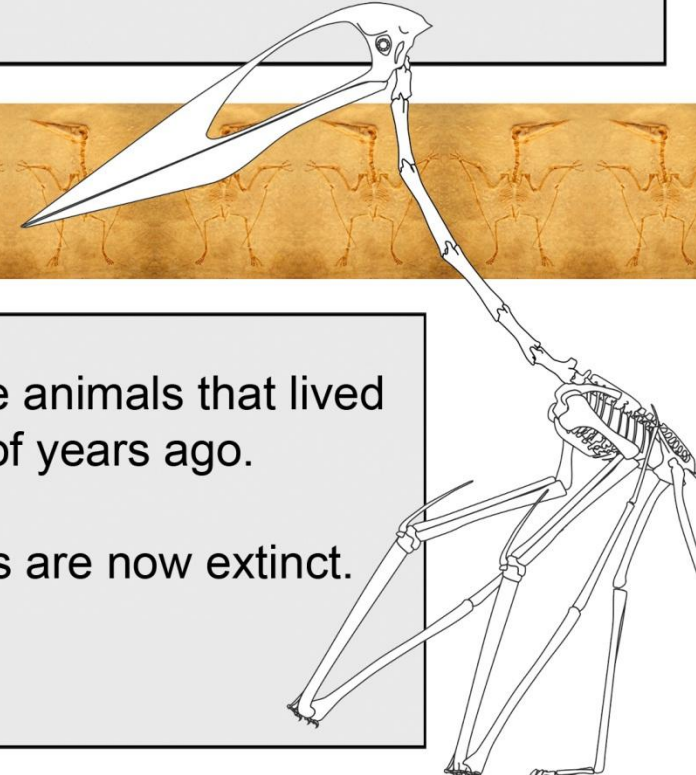 e animals that lived
of years ago.
s are now extinct.